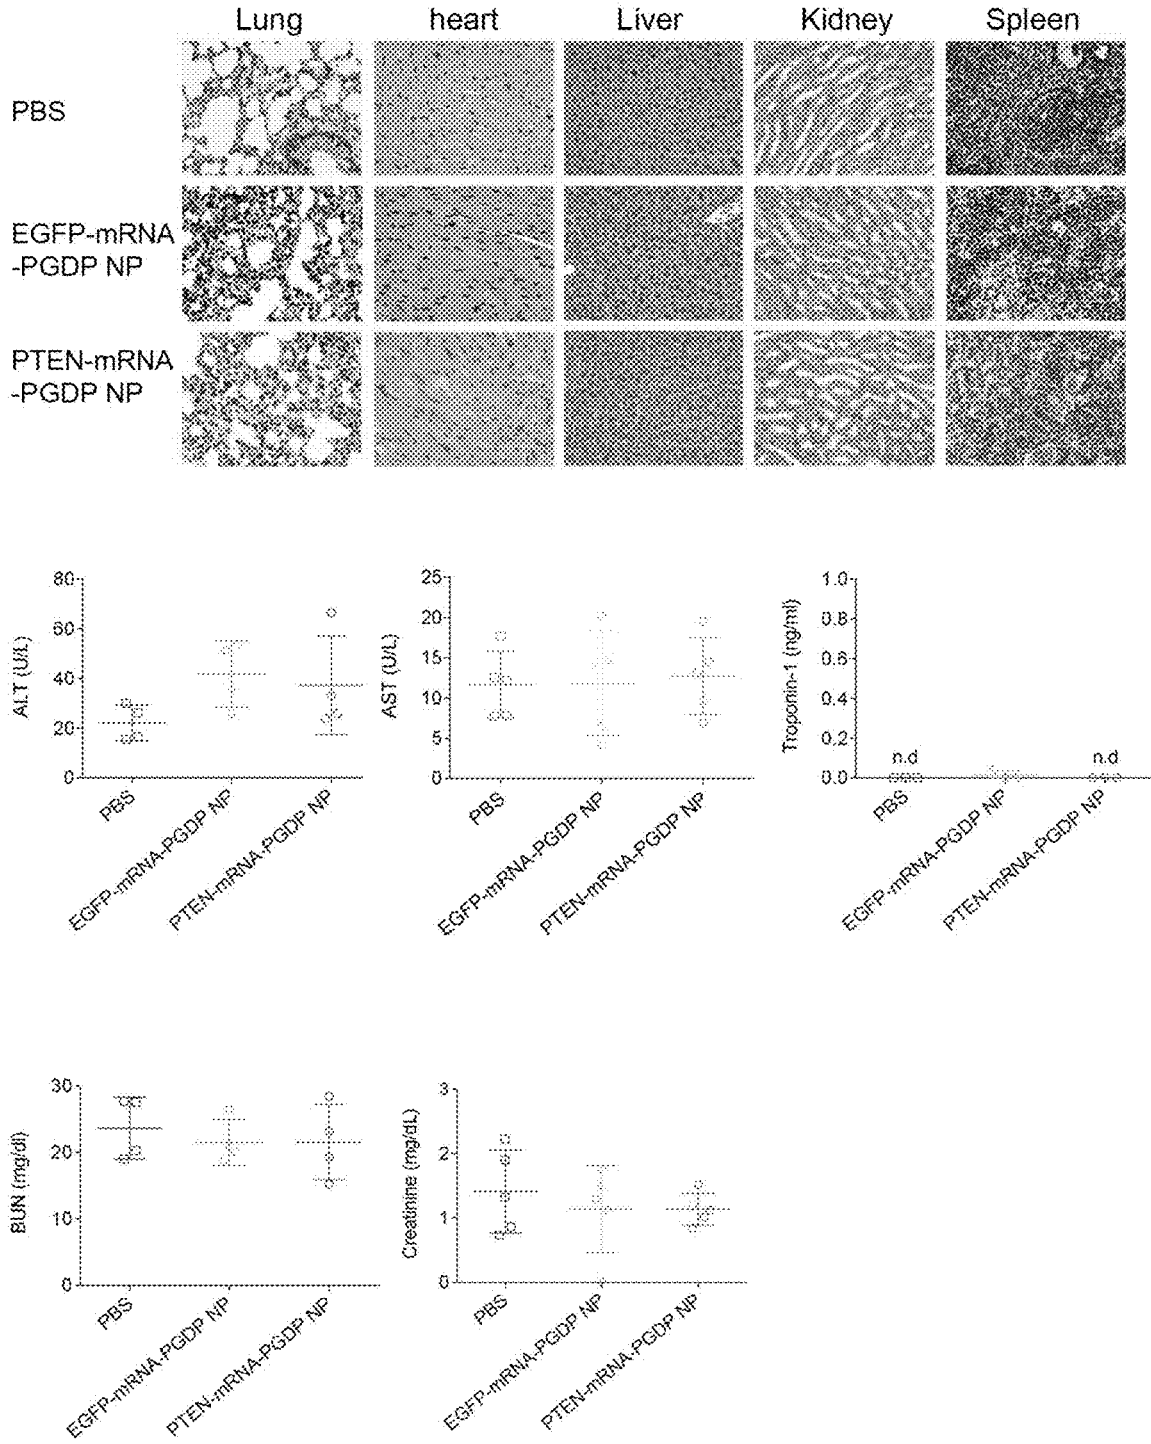 Lung heart Liver Kidney Spleen
PBS
EGFP-mRNA
-PGDP NP
PTEN-mRNA
-PGDP NP
ALT (U/L)
80
60
40
20
0
PBS
EGFP-mRNA-PGDP NP
PTEN-mRNA-PGDP NP
AST (U/L)
25
20
15
10
5
0
PBS
EGFP-mRNA-PGDP NP
PTEN-mRNA-PGDP NP
Troponin-1 (ng/ml)
1.0
0.8
0.6
0.4
0.2
0.0
n.d
n.d
PBS
EGFP-mRNA-PGDP NP
PTEN-mRNA-PGDP NP
BUN (mg/dl)
30
20
10
0
PBS
EGFP-mRNA-PGDP NP
PTEN-mRNA-PGDP NP
Creatinine (mg/dL)
3
2
1
0
PBS
EGFP-mRNA-PGDP NP
PTEN-mRNA-PGDP NP